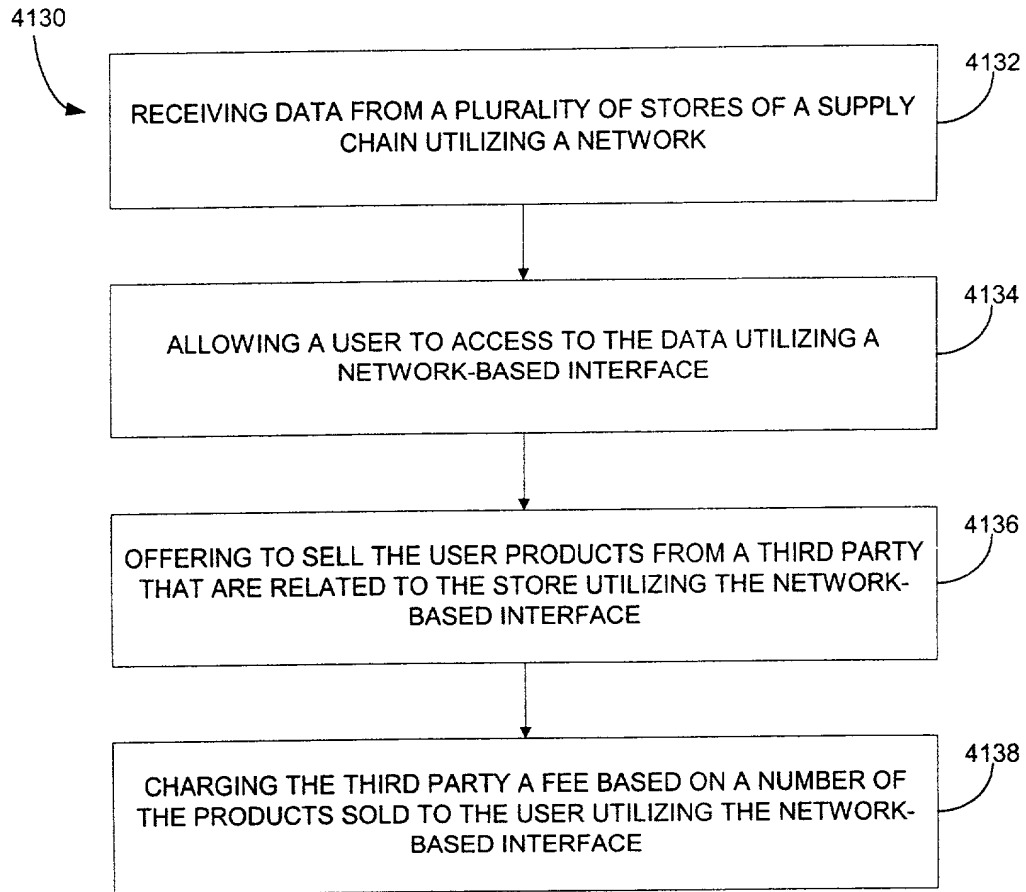 4130
4132
RECEIVING DATA FROM A PLURALITY OF STORES OF A SUPPLY
CHAIN UTILIZING A NETWORK
4134
ALLOWING A USER TO ACCESS TO THE DATA UTILIZING A
NETWORK-BASED INTERFACE
4136
OFFERING TO SELL THE USER PRODUCTS FROM A THIRD PARTY
THAT ARE RELATED TO THE STORE UTILIZING THE NETWORK-
BASED INTERFACE
4138
CHARGING THE THIRD PARTY A FEE BASED ON A NUMBER OF
THE PRODUCTS SOLD TO THE USER UTILIZING THE NETWORK-
BASED INTERFACE